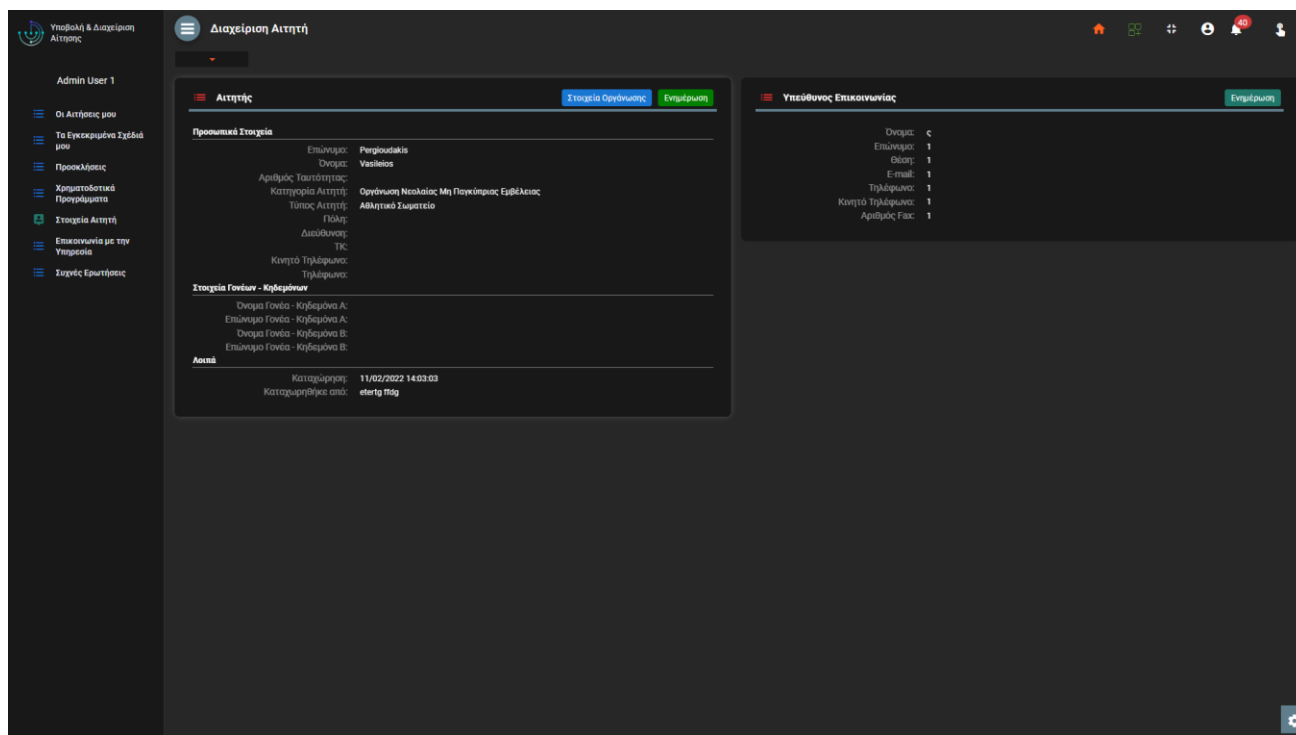 Υποβολή & Διαχείριση
Αίτησης
Διαχείριση Αιτητή
40
Admin User 1
Οι Αιτήσεις μου
Τα Εγκεκριμένα Σχέδιά
μου
Προσκλήσεις
Χρηματοδοτικά
Προγράμματα
Στοιχεία Αιτητή
Επικοινωνία με την
Υπηρεσία
Συχνές Ερωτήσεις
Αιτητής
Στοιχεία Οργάνωσης
Ενημέρωση
Προσωπικά Στοιχεία
Επώνυμο: Pergioudakis
Όνομα: Vasileios
Αριθμός Ταυτότητας:
Κατηγορία Αιτητή: Οργάνωση Νεολαίας Μη Παγκύπριας Εμβέλειας
Τύπος Αιτητή: Αθλητικό Σωματείο
Πόλη:
Διεύθυνση:
ΤΚ:
Κινητό Τηλέφωνο:
Τηλέφωνο:
Στοιχεία Γονέων - Κηδεμόνων
Όνομα Γονέα - Κηδεμόνα Α:
Επώνυμο Γονέα - Κηδεμόνα Α:
Όνομα Γονέα - Κηδεμόνα Β:
Επώνυμο Γονέα - Κηδεμόνα Β:
Λοιπά
Καταχώρηση: 11/02/2022 14:03:03
Καταχωρηθήκε από: etertg ffdg
Υπεύθυνος Επικοινωνίας
Ενημέρωση
Όνομα: ς
Επώνυμο: 1
Θέση: 1
E-mail: 1
Τηλέφωνο: 1
Κινητό Τηλέφωνο: 1
Αριθμός Fax: 1